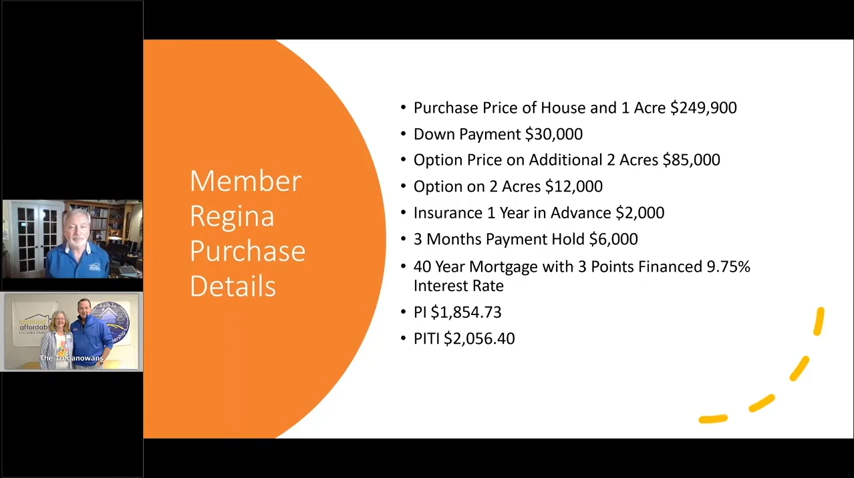 Member
Regina
Purchase
Details
• Purchase Price of House and 1 Acre $249,900
• Down Payment $30,000
• Option Price on Additional 2 Acres $85,000
• Option on 2 Acres $12,000
• Insurance 1 Year in Advance $2,000
• 3 Months Payment Hold $6,000
• 40 Year Mortgage with 3 Points Financed 9.75%
Interest Rate
• PI $1,854.73
• PITI $2,056.40